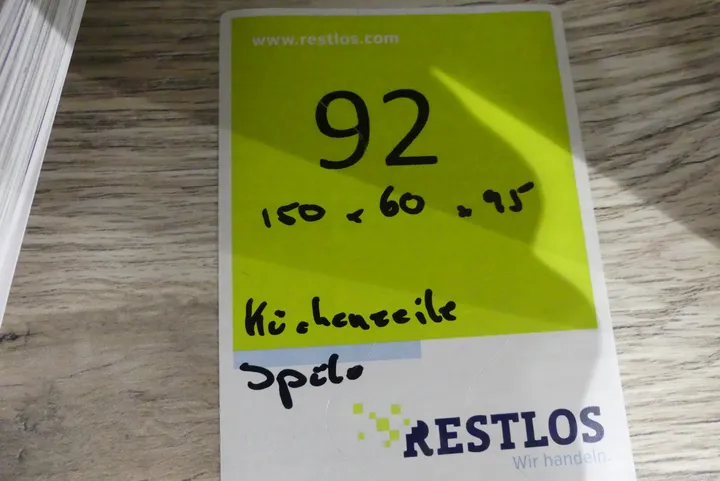 www.restlos.com
92
150 x 60 x 95
Küchenzeile
Spüle
RESTLOS
Wir handeln.